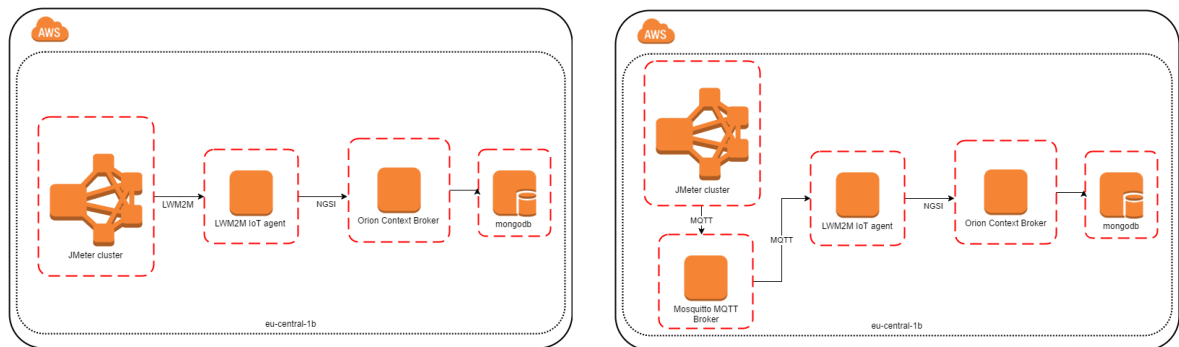 AWS
JMeter cluster
LWM2M
LWM2M IoT agent
NGSI
Orion Context Broker
mongodb
eu-central-1b
AWS
JMeter cluster
MQTT
Mosquitto MQTT
Broker
MQTT
LWM2M IoT agent
NGSI
Orion Context Broker
mongodb
eu-central-1b